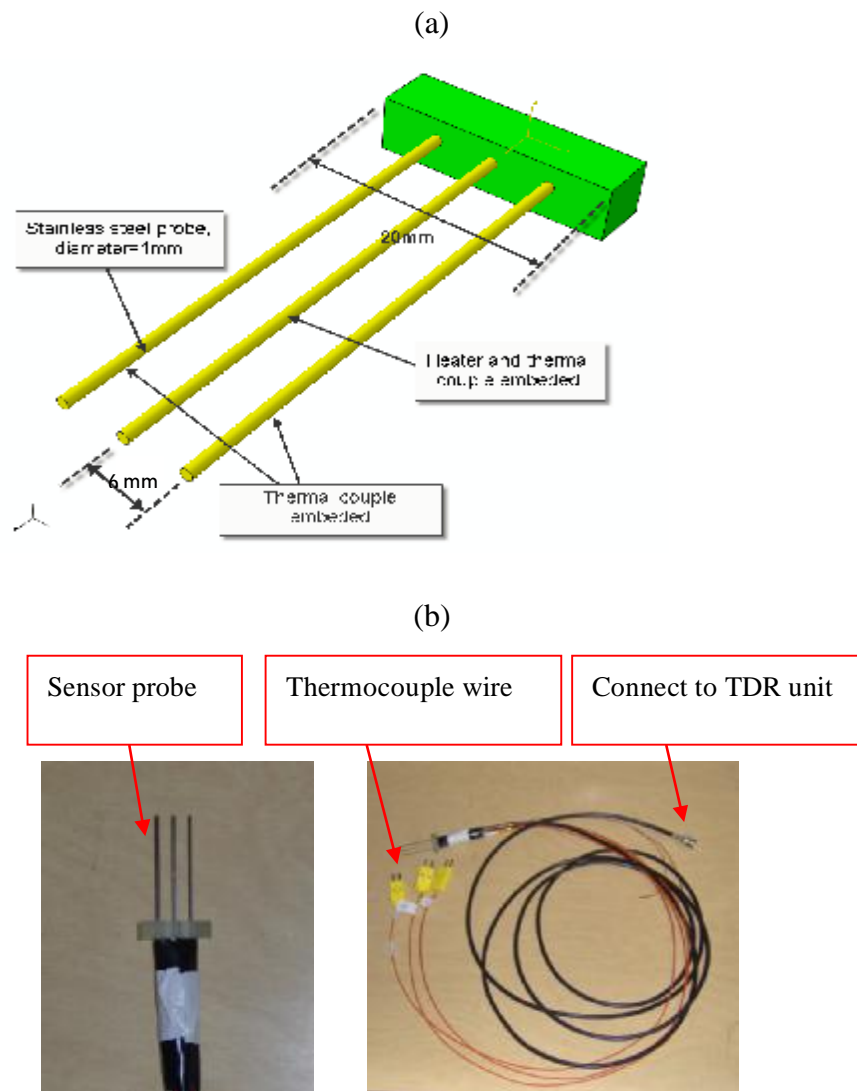 (a)
Stainless steel probe,
diameter=1mm
20mm
Heater and therma
couple embeded
6 mm
Therma couple
embeded
(b)
Sensor probe
Thermocouple wire
Connect to TDR unit